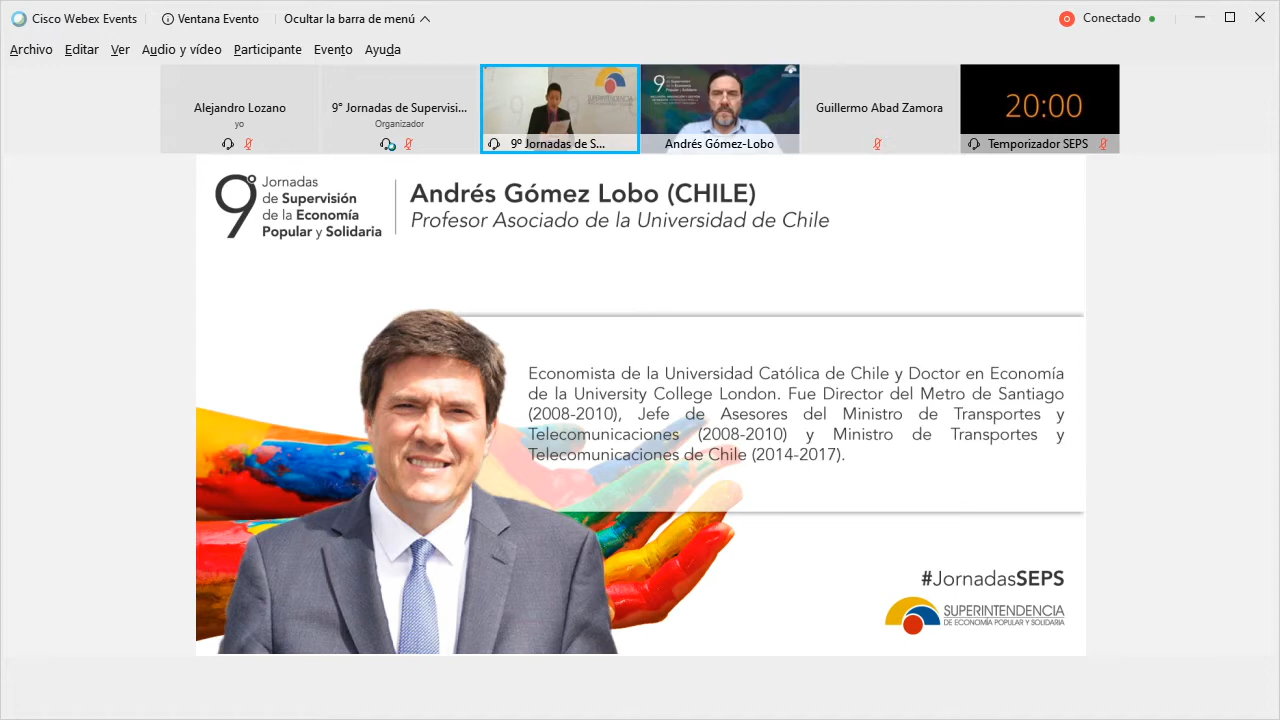 Cisco Webex Events
Ventana Evento
Ocultar la barra de menú
Conectado
Archivo Editar Ver Audio y vídeo Participante Evento Ayuda
Alejandro Lozano
yo
9º Jornadas de Supervisi...
Organizador
9º Jornadas de S...
9
Andrés Gómez-Lobo
Guillermo Abad Zamora
20:00
Temporizador SEPS
9º Jornadas
de Supervisión
de la Economía
Popular y Solidaria
Andrés Gómez Lobo (CHILE)
Profesor Asociado de la Universidad de Chile
Economista de la Universidad Católica de Chile y Doctor en Economía
de la University College London. Fue Director del Metro de Santiago
(2008-2010), Jefe de Asesores del Ministro de Transportes y
Telecomunicaciones (2008-2010) y Ministro de Transportes y
Telecomunicaciones de Chile (2014-2017).
#JornadasSEPS
SUPERINTENDENCIA
DE ECONOMÍA POPULAR Y SOLIDARIA